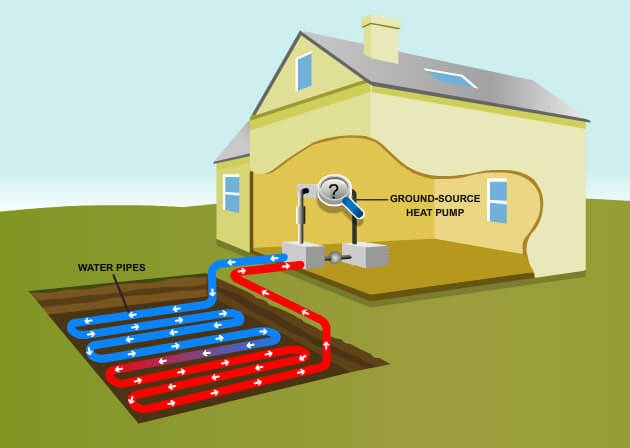 ?
GROUND-SOURCE
HEAT PUMP
WATER PIPES